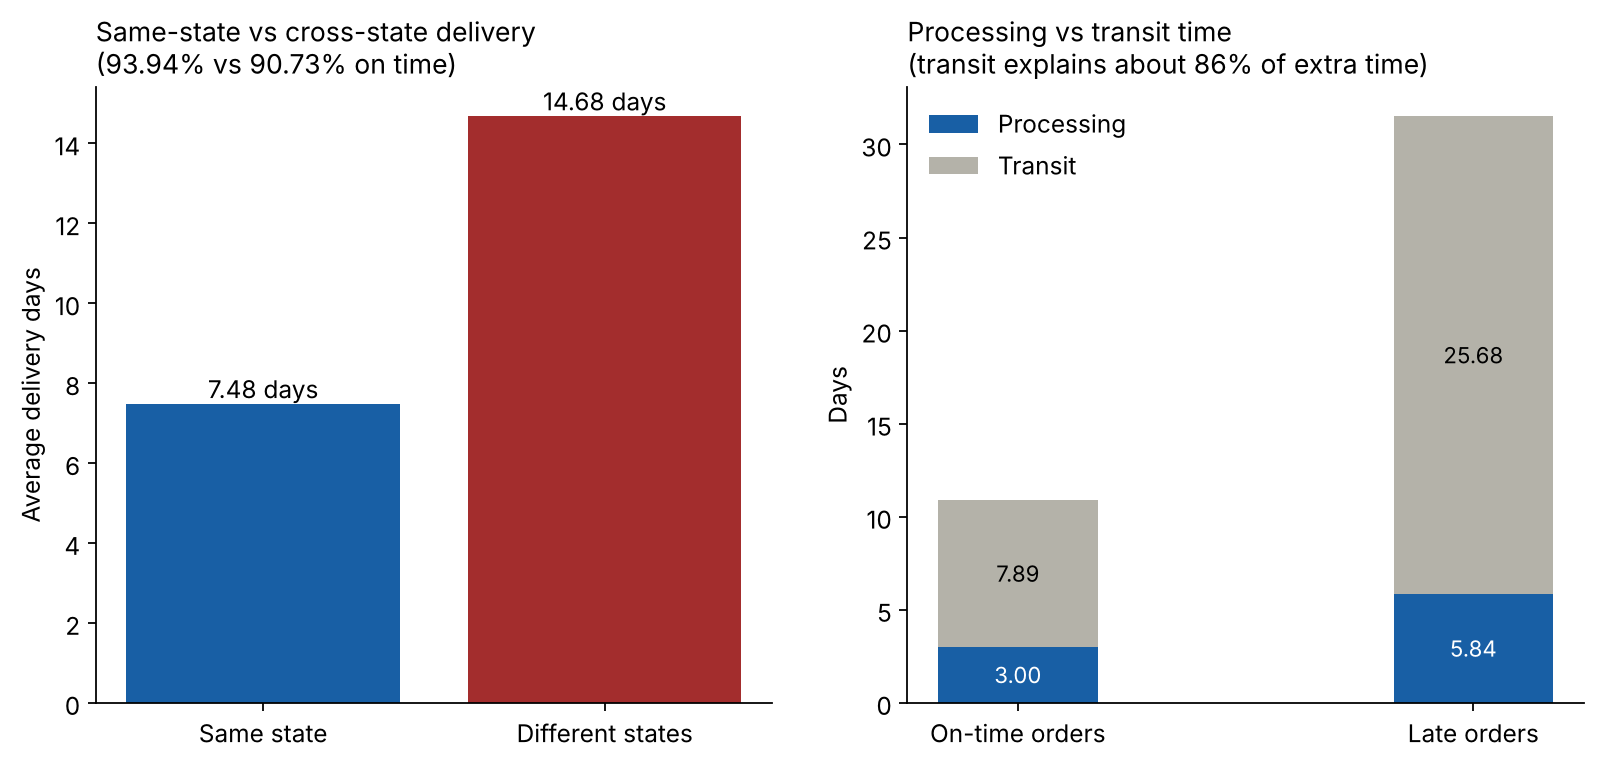 Same-state vs cross-state delivery
(93.94% vs 90.73% on time)
14.68 days
7.48 days
14
12
10
8
6
4
2
0
Average delivery days
Same state
Different states
Processing vs transit time
(transit explains about 86% of extra time)
Processing
Transit
30
25
20
15
10
5
0
Days
7.89
3.00
25.68
5.84
On-time orders
Late orders